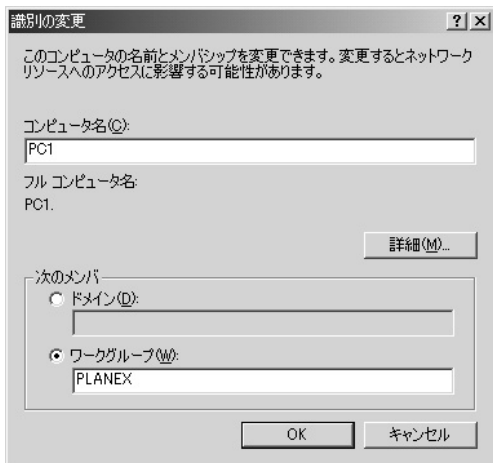 識別の変更
このコンピュータの名前とメンバシップを変更できます。変更するとネットワーク
リソースへのアクセスに影響する可能性があります。
コンピュータ名(C):
PC1
フル コンピュータ名:
PC1.
詳細(M)...
次のメンバ
ドメイン(D):
ワークグループ(W):
PLANEX
OK キャンセル